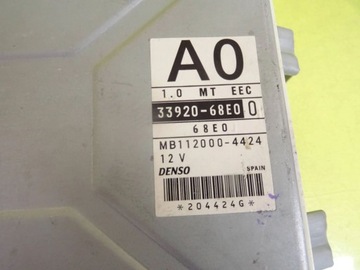 A0
1.0 MT EEC
33920-68E0 0
68E0
MB112000-4424
12 V
DENSO SPAIN
*204424G*